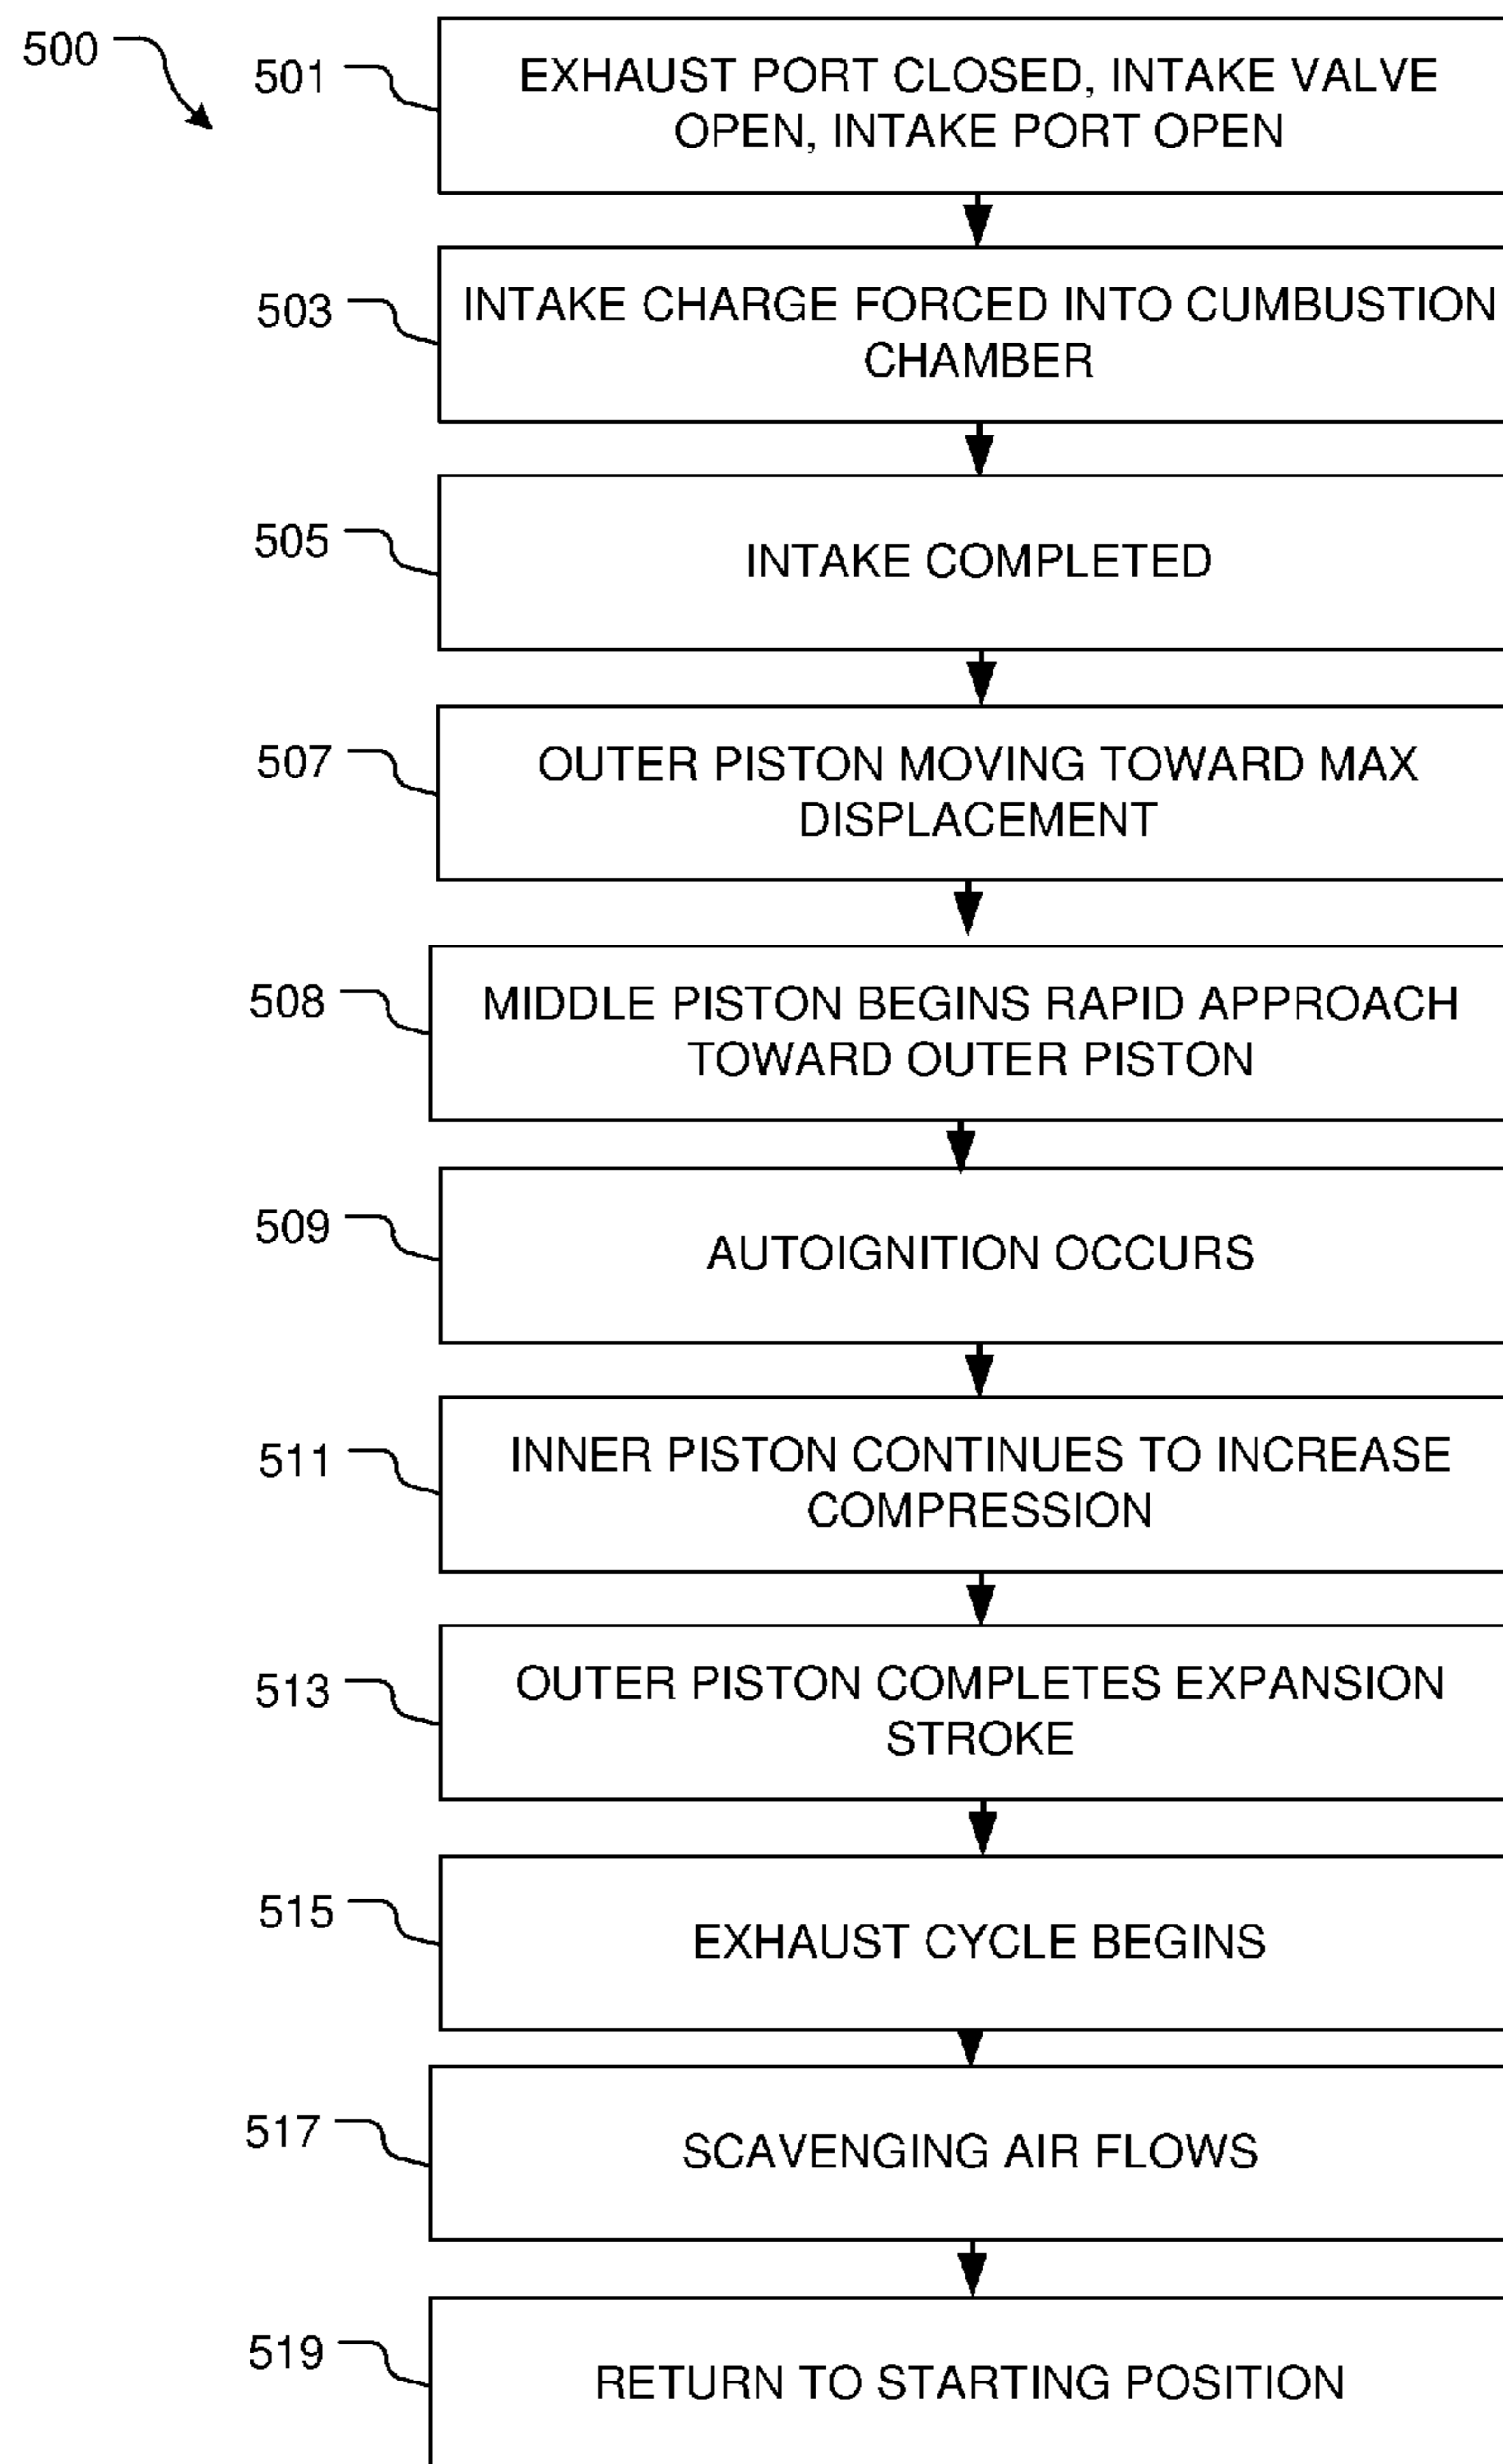 500
501
EXHAUST PORT CLOSED, INTAKE VALVE
OPEN, INTAKE PORT OPEN
503
INTAKE CHARGE FORCED INTO CUMBUSTION
CHAMBER
505
INTAKE COMPLETED
507
OUTER PISTON MOVING TOWARD MAX
DISPLACEMENT
508
MIDDLE PISTON BEGINS RAPID APPROACH
TOWARD OUTER PISTON
509
AUTOIGNITION OCCURS
511
INNER PISTON CONTINUES TO INCREASE
COMPRESSION
513
OUTER PISTON COMPLETES EXPANSION
STROKE
515
EXHAUST CYCLE BEGINS
517
SCAVENGING AIR FLOWS
519
RETURN TO STARTING POSITION